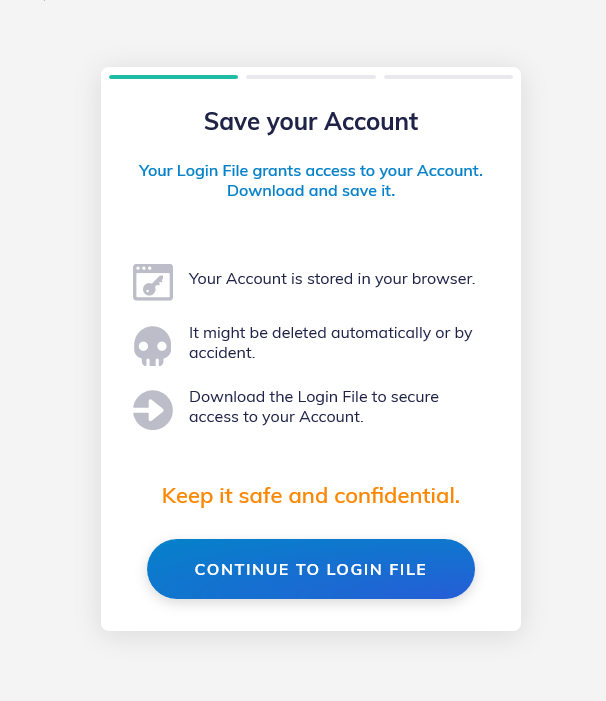 Save your Account
Your Login File grants access to your Account.
Download and save it.
Your Account is stored in your browser.
It might be deleted automatically or by
accident.
Download the Login File to secure
access to your Account.
Keep it safe and confidential.
CONTINUE TO LOGIN FILE